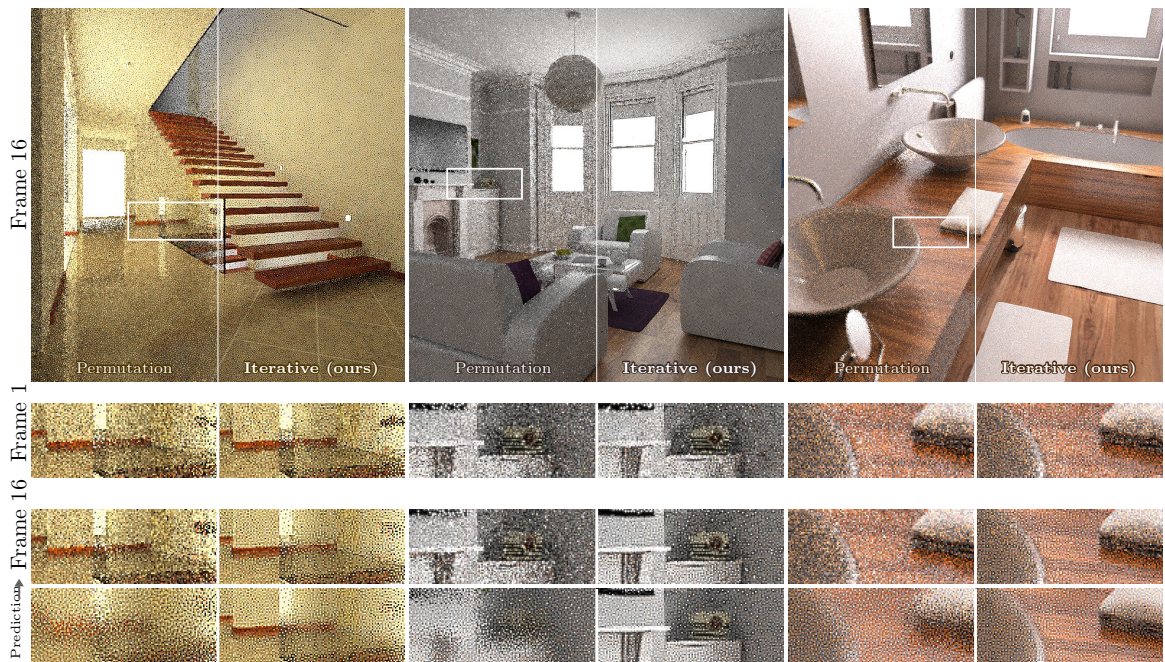 Frame 16
Permutation
Iterative (ours)
Permutation
Iterative (ours)
Permutation
Iterative (ours)
Frame 1
Frame 16
Prediction